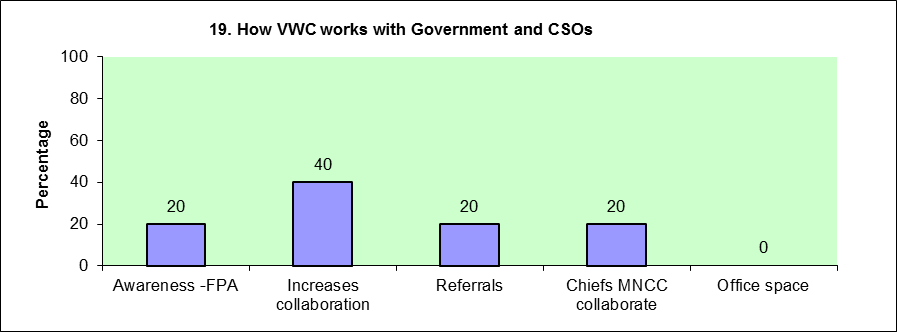 19. How VWC works with Government and CSOs
Percentage
100
80
60
40
20
0
20
40
20
20
0
Awareness -FPA
Increases
collaboration
Referrals
Chiefs MNCC
collaborate
Office space